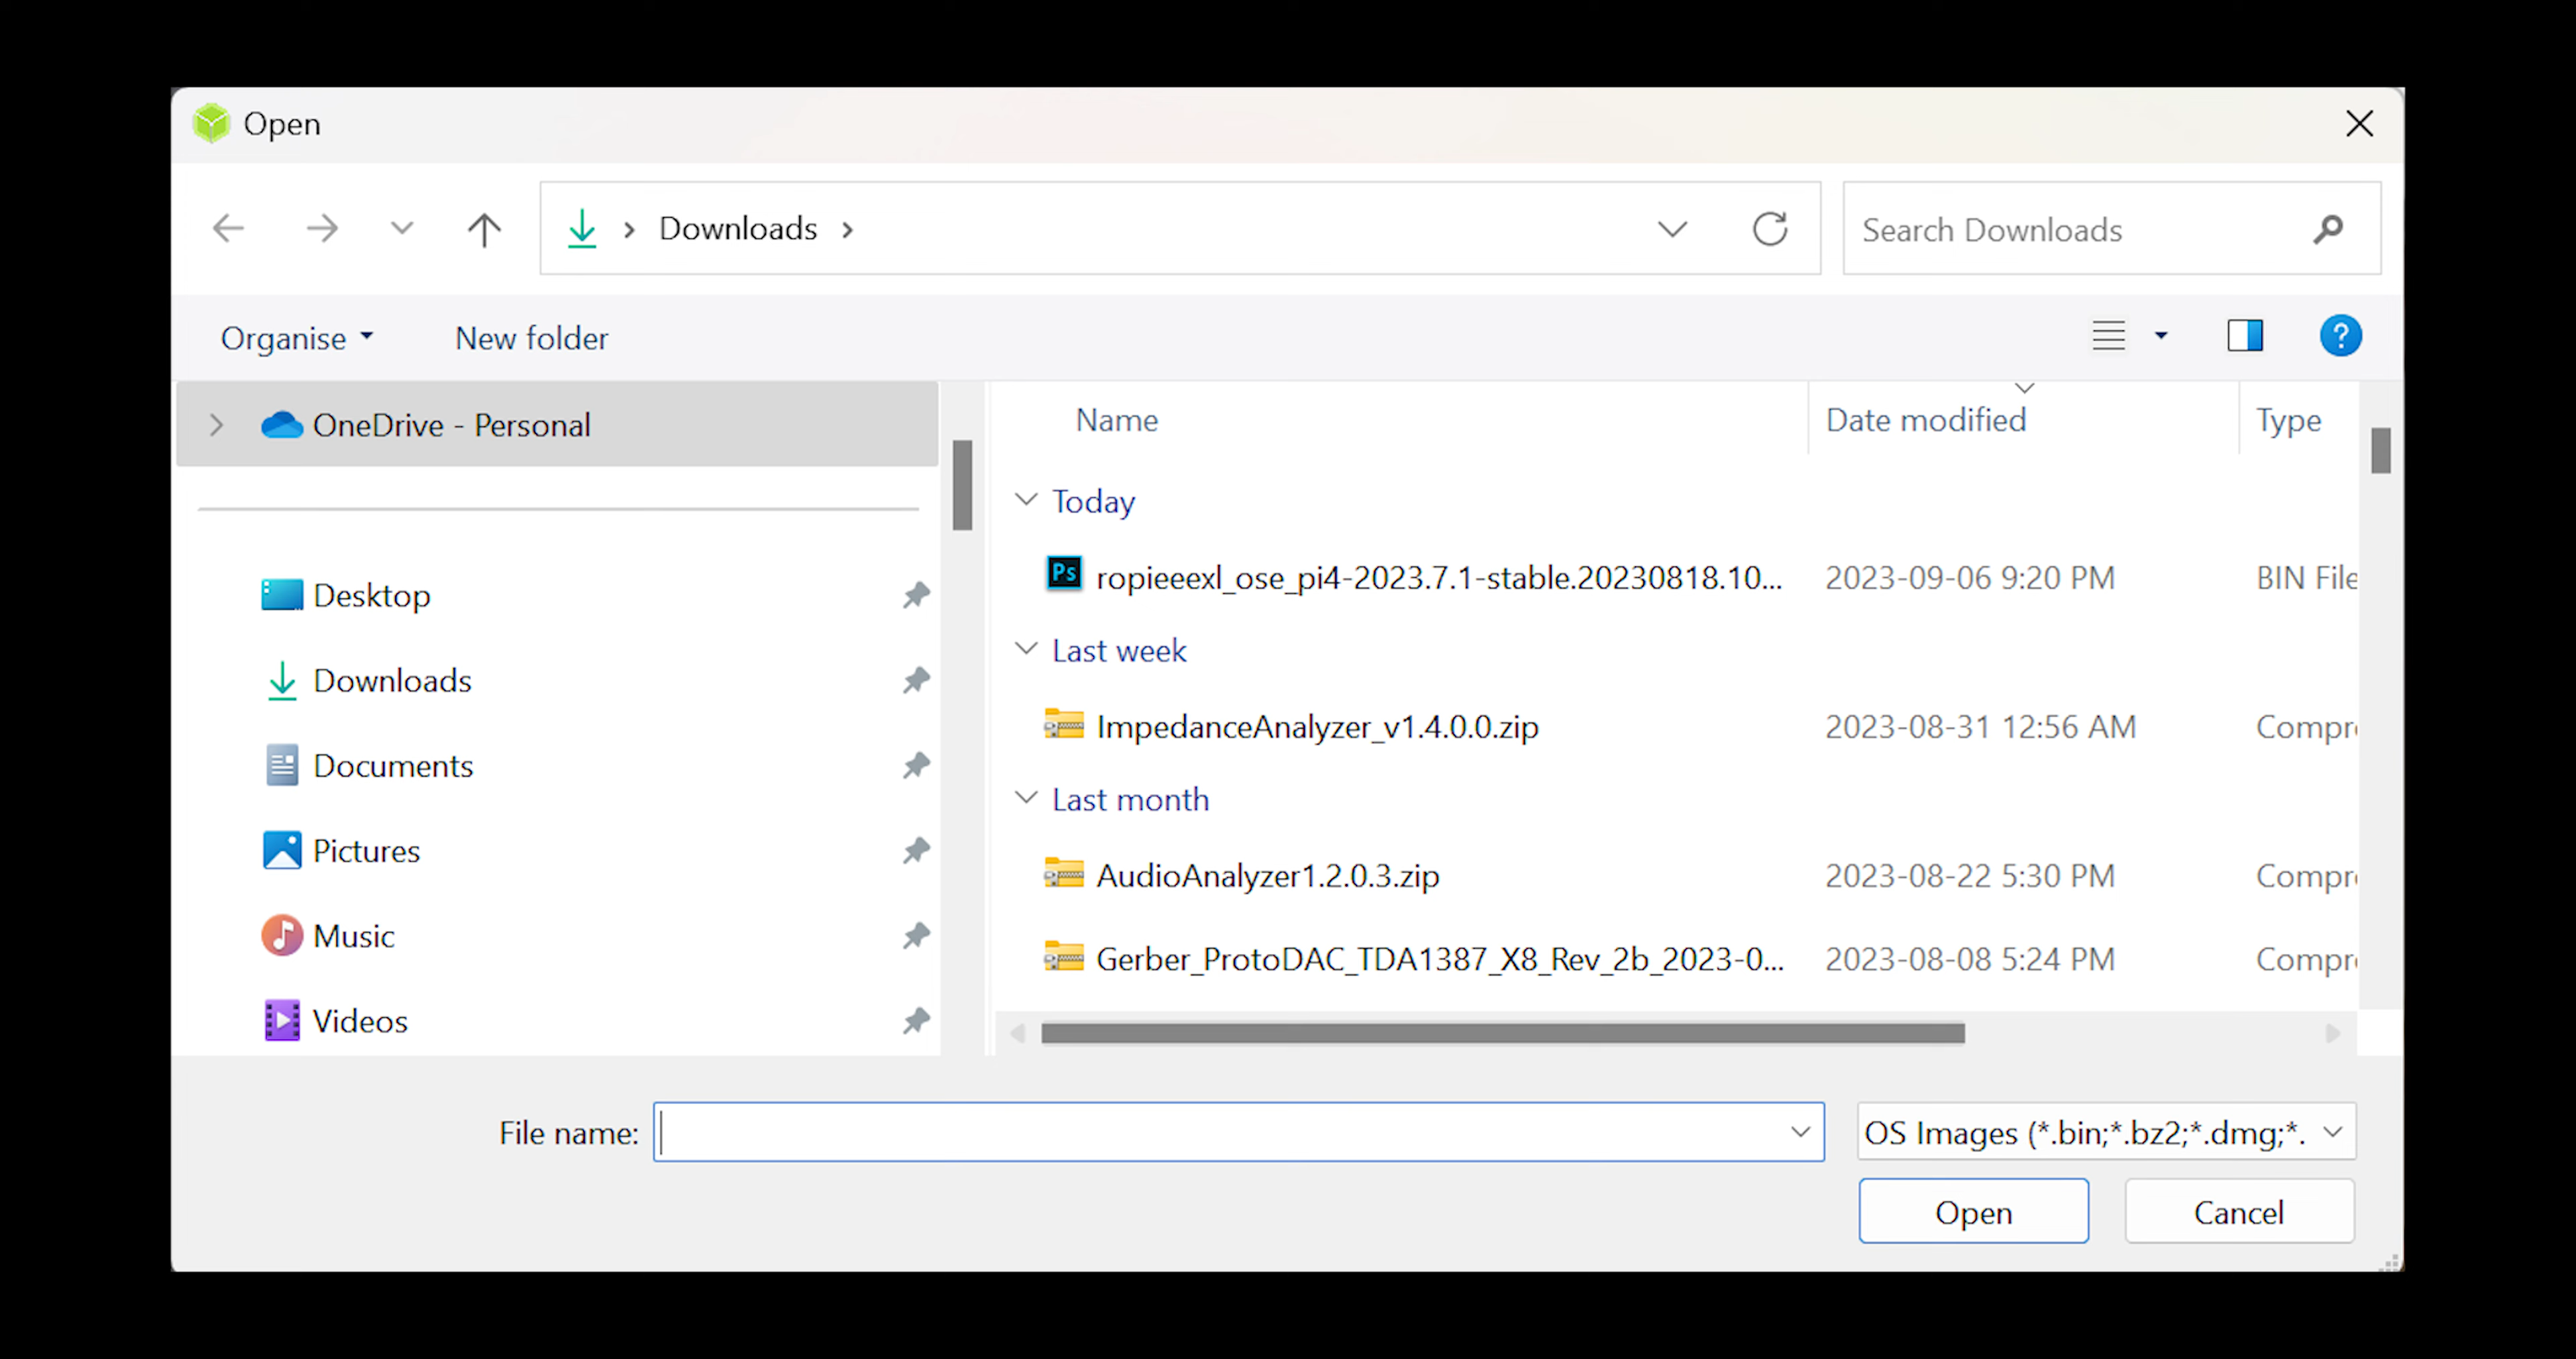 Open
Downloads
Search Downloads
Organise
New folder
OneDrive - Personal
Desktop
Downloads
Documents
Pictures
Music
Videos
Name Date modified Type
Today
Ps ropieeexl_ose_pi4-2023.7.1-stable.20230818.10... 2023-09-06 9:20 PM BIN File
Last week
ImpedanceAnalyzer_v1.4.0.0.zip 2023-08-31 12:56 AM Compr
Last month
AudioAnalyzer1.2.0.3.zip 2023-08-22 5:30 PM Compr
Gerber_ProtoDAC_TDA1387_X8_Rev_2b_2023-0... 2023-08-08 5:24 PM Compr
File name:
OS Images (*.bin;*.bz2;*.dmg;*.
Open
Cancel